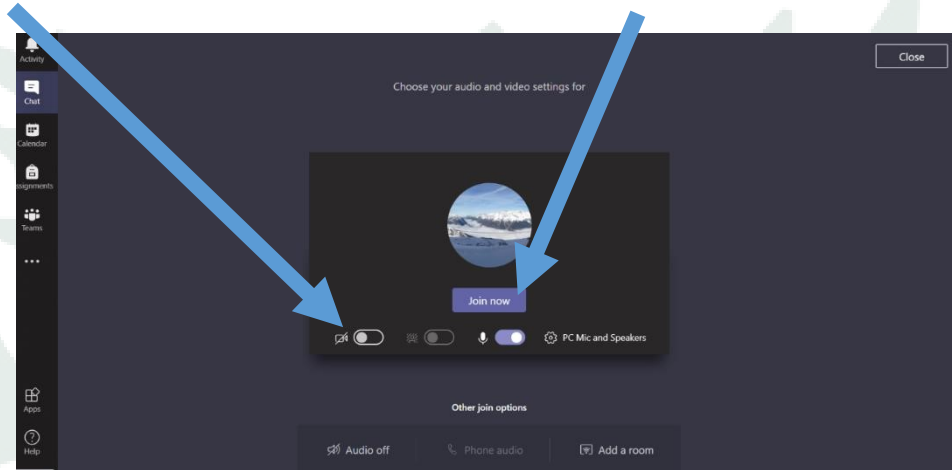 Activity
Close
Choose your audio and video settings for
Chat
Calendar
ssignments
Teams
Join now
PC Mic and Speakers
Apps
Other join options
Help
Audio off
Phone audio
Add a room